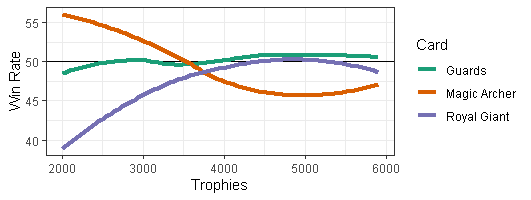 55
50
45
40
Win Rate
2000 3000 4000 5000 6000
Trophies
Card
Guards
Magic Archer
Royal Giant